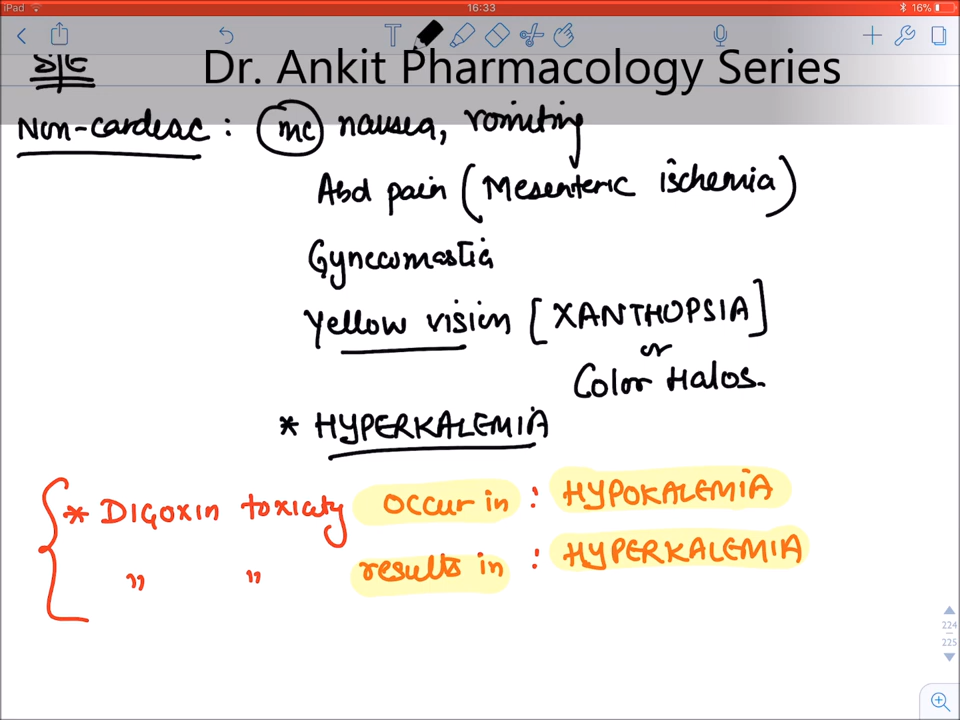 iPad
16:33
16%
S/E
Dr. Ankit Pharmacology Series
Non-cardeac : mc nausea, vomiting
Abd pain (Mesenteric ischemia)
Gynecomastia
Yellow vision [XANTHOPSIA]
or
Color Halos.
* HYPERKALEMIA
* DIGOXIN toxicity occur in : HYPOKALEMIA
" " results in : HYPERKALEMIA
224
225